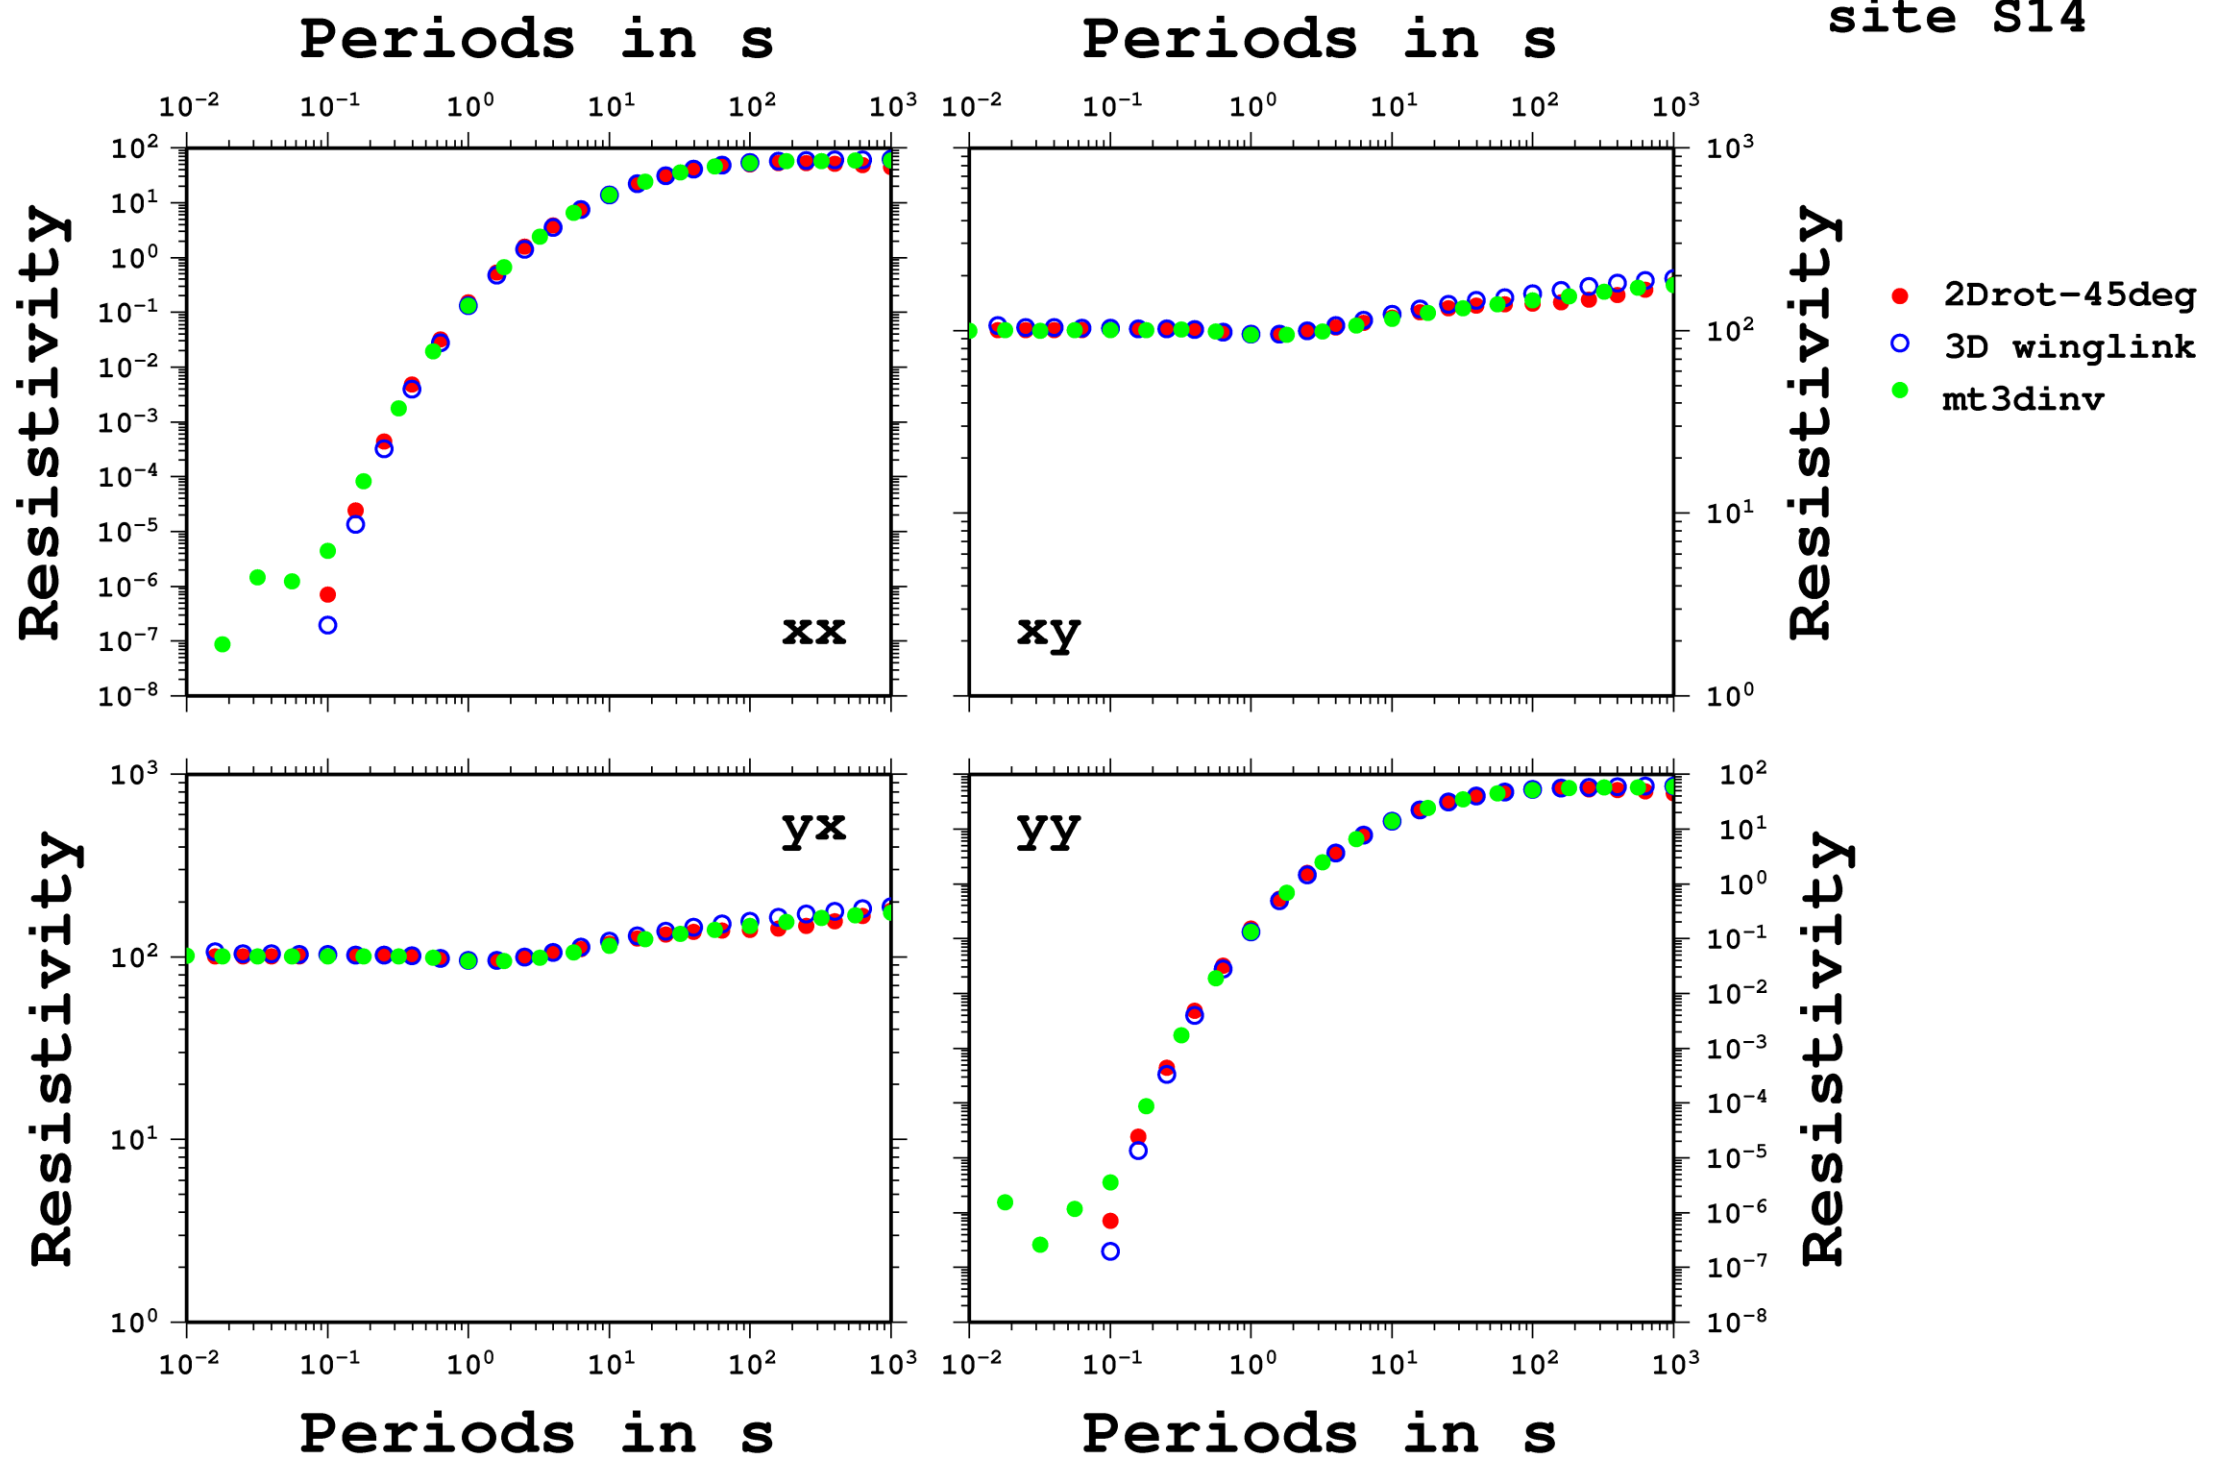 Periods in s Periods in s site S14
10⁻² 10⁻¹ 10⁰ 10¹ 10² 10³ 10⁻² 10⁻¹ 10⁰ 10¹ 10² 10³
10² 10¹ 10⁰ 10⁻¹ 10⁻² 10⁻³ 10⁻⁴ 10⁻⁵ 10⁻⁶ 10⁻⁷ 10⁻⁸
Resistivity
xx
xy
10³ 10² 10¹ 10⁰
Resistivity
2Drot-45deg
3D winglink
mt3dinv
10³ 10² 10¹ 10⁰
Resistivity
yx
yy
10² 10¹ 10⁰ 10⁻¹ 10⁻² 10⁻³ 10⁻⁴ 10⁻⁵ 10⁻⁶ 10⁻⁷ 10⁻⁸
Resistivity
10⁻² 10⁻¹ 10⁰ 10¹ 10² 10³ 10⁻² 10⁻¹ 10⁰ 10¹ 10² 10³
Periods in s Periods in s